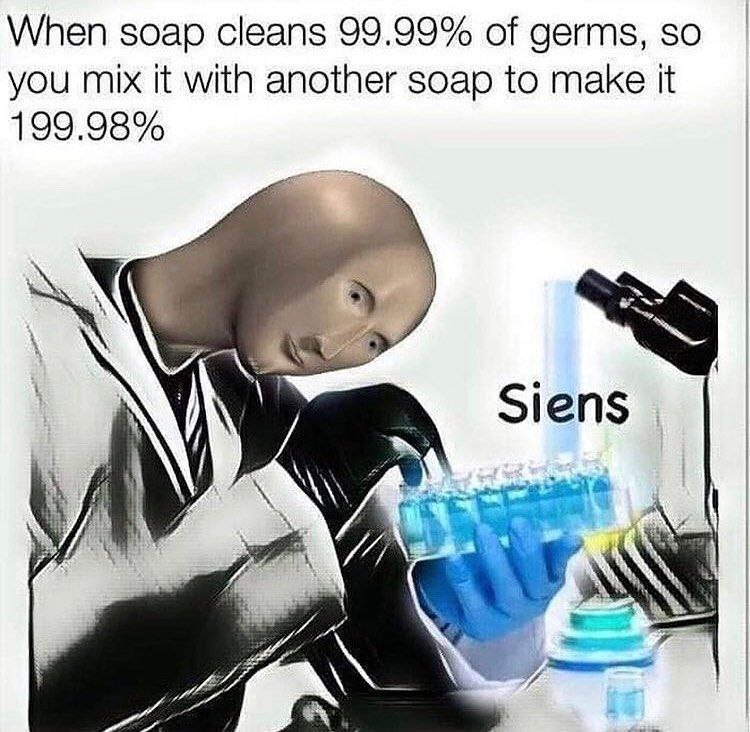 When soap cleans 99.99% of germs, so
you mix it with another soap to make it
199.98%
Siens